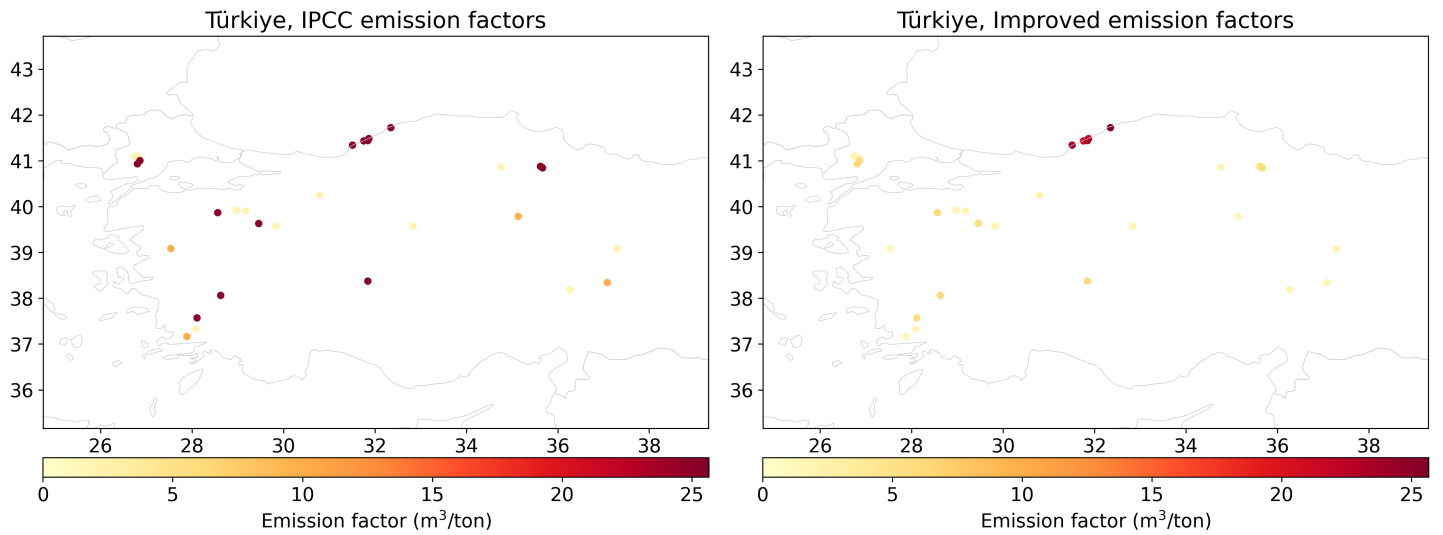 Türkiye, IPCC emission factors
43
42
41
40
39
38
37
36
26 28 30 32 34 36 38
0 5 10 15 20 25
Emission factor (m³/ton)
Türkiye, Improved emission factors
43
42
41
40
39
38
37
36
26 28 30 32 34 36 38
0 5 10 15 20 25
Emission factor (m³/ton)